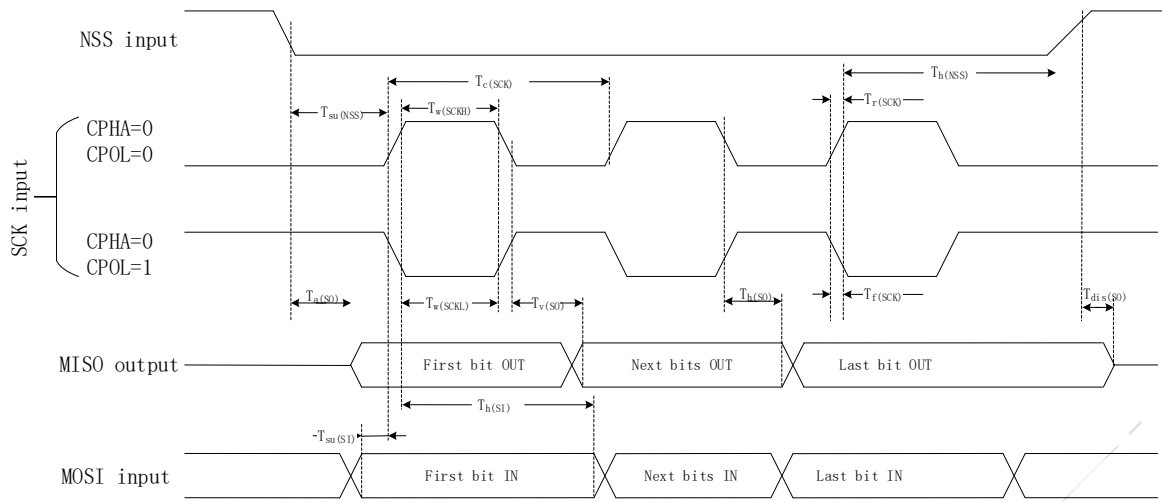 NSS input
Th(NSS)
Tc(SCK)
Tsu(NSS)
Tw(SCKH)
Tr(SCK)
CPHA=0
CPOL=0
SCK input
CPHA=0
CPOL=1
Ta(SO)
Tw(SCKL)
Tv(SO)
Th(SO)
Tf(SCK)
Tdis(SO)
MISO output
First bit OUT
Next bits OUT
Last bit OUT
Th(SI)
-Tsu(SI)
MOSI input
First bit IN
Next bits IN
Last bit IN